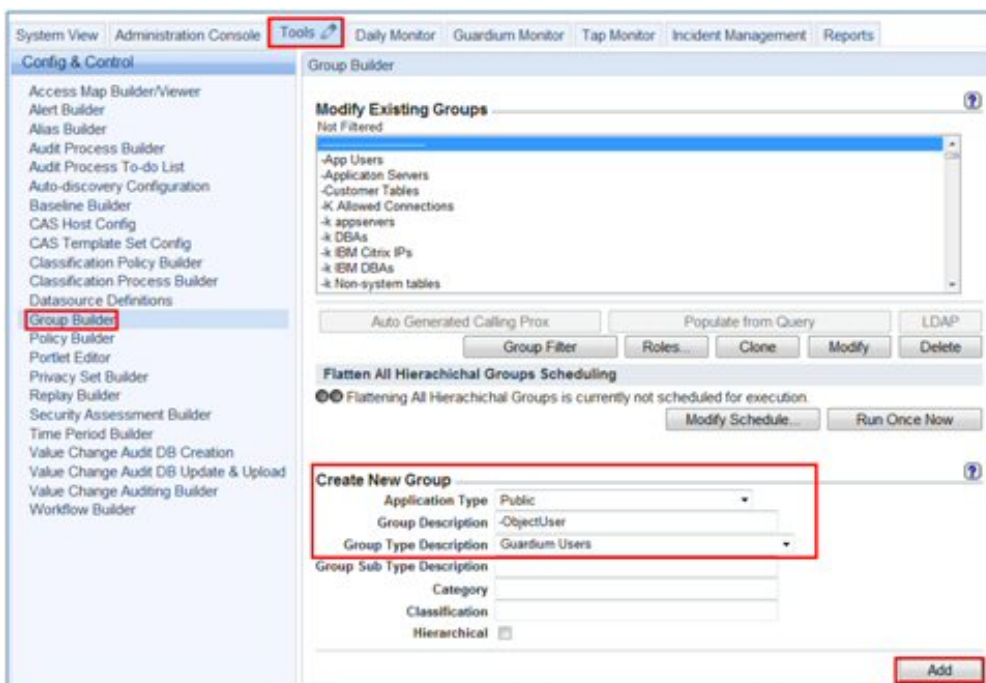 System View Administration Console Tools Daily Monitor Guardium Monitor Tap Monitor Incident Management Reports
Config & Control
Access Map Builder/Viewer
Alert Builder
Alias Builder
Audit Process Builder
Audit Process To-do List
Auto-discovery Configuration
Baseline Builder
CAS Host Config
CAS Template Set Config
Classification Policy Builder
Classification Process Builder
Datasource Definitions
Group Builder
Policy Builder
Portlet Editor
Privacy Set Builder
Replay Builder
Security Assessment Builder
Time Period Builder
Value Change Audit DB Creation
Value Change Audit DB Update & Upload
Value Change Auditing Builder
Workflow Builder
Group Builder
Modify Existing Groups
?
Not Filtered
--------------------
-App Users
-Applicaton Servers
-Customer Tables
-K Allowed Connections
-k appservers
-k DBAs
-k IBM Citrix IPs
-k IBM DBAs
-k Non-system tables
Auto Generated Calling Prox Populate from Query LDAP
Group Filter Roles... Clone Modify Delete
Flatten All Hierachichal Groups Scheduling
Flattening All Hierachichal Groups is currently not scheduled for execution.
Modify Schedule... Run Once Now
Create New Group
?
Application Type Public
Group Description -ObjectUser
Group Type Description Guardium Users
Group Sub Type Description
Category
Classification
Hierarchical
Add